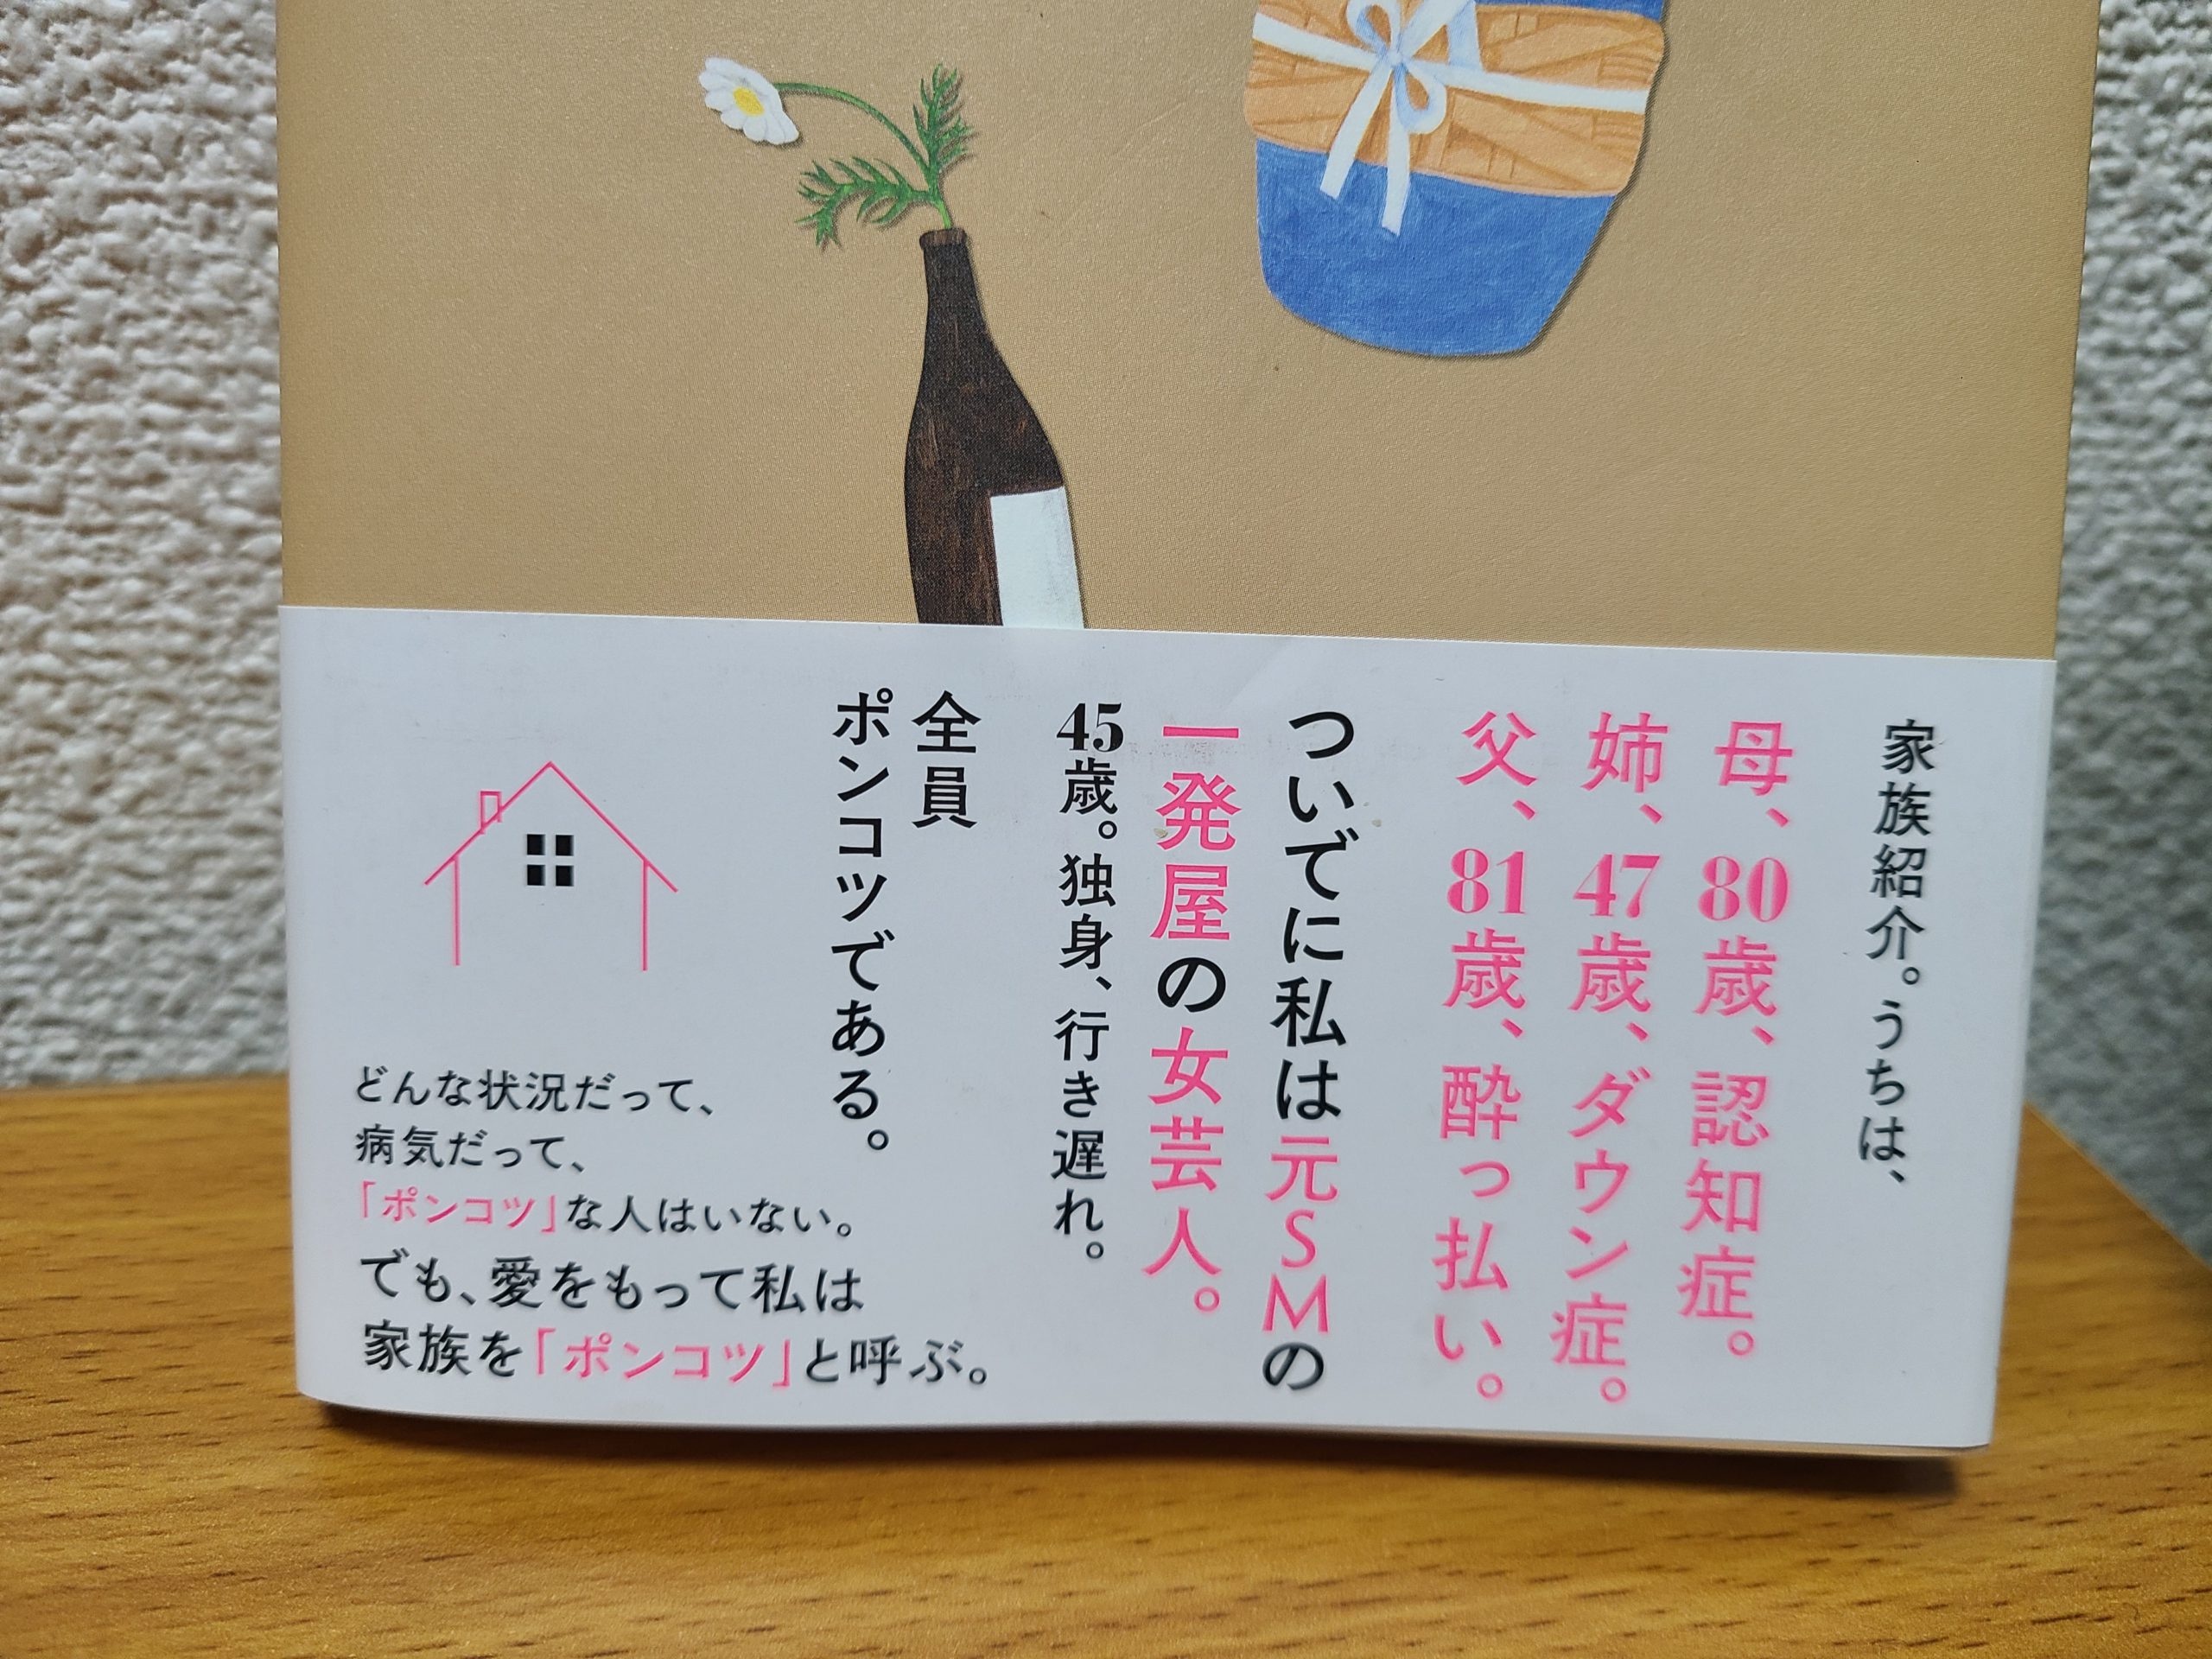 家族紹介。うちは、
母、80歳、認知症。
姉、47歳、ダウン症。
父、81歳、酔っ払い。
ついでに私は元SMの
一発屋の女芸人。
45歳。独身、行き遅れ。
全員
ポンコツである。
どんな状況だって、
病気だって、
「ポンコツ」な人はいない。
でも、愛をもって私は
家族を「ポンコツ」と呼ぶ。